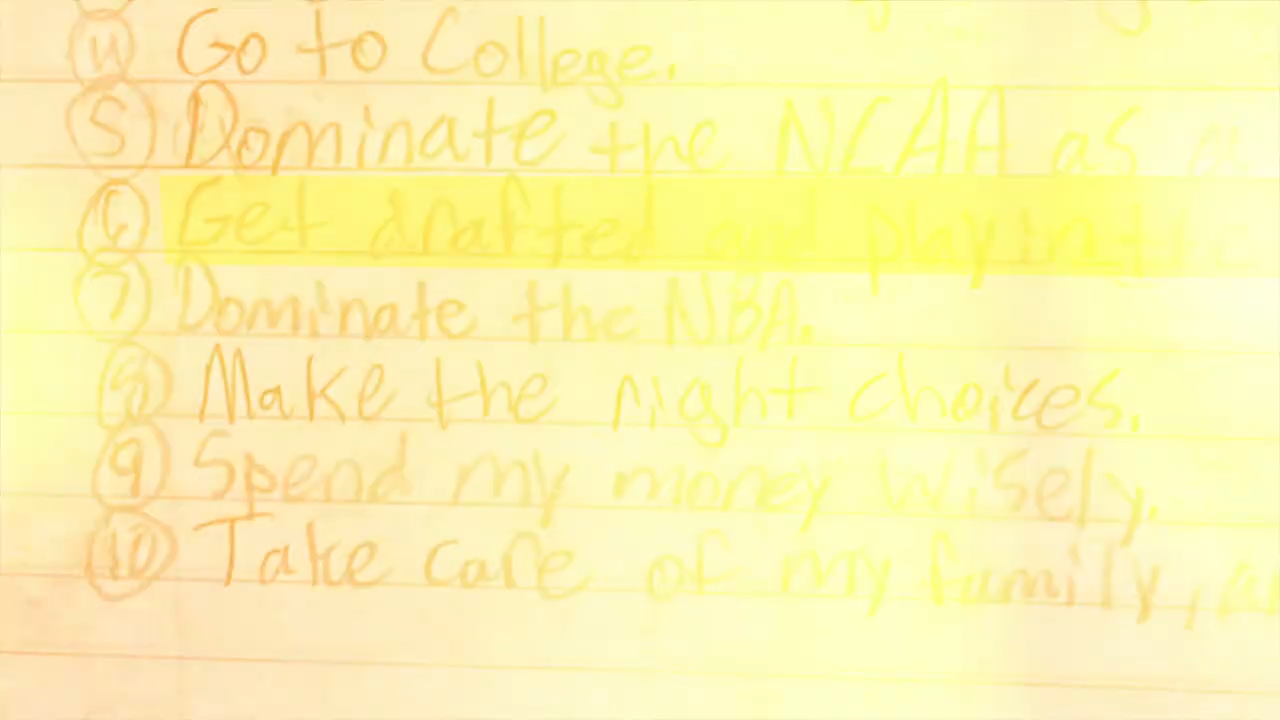 4 Go to College.
5 Dominate the NCAA as a
6 Get drafted and play in the
7 Dominate the NBA.
8 Make the right choices.
9 Spend my money wisely.
10 Take care of my family,